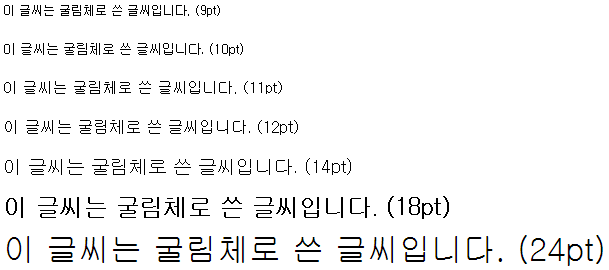 이 글씨는 굴림체로 쓴 글씨입니다. (9pt)
이 글씨는 굴림체로 쓴 글씨입니다. (10pt)
이 글씨는 굴림체로 쓴 글씨입니다. (11pt)
이 글씨는 굴림체로 쓴 글씨입니다. (12pt)
이 글씨는 굴림체로 쓴 글씨입니다. (14pt)
이 글씨는 굴림체로 쓴 글씨입니다. (18pt)
이 글씨는 굴림체로 쓴 글씨입니다. (24pt)